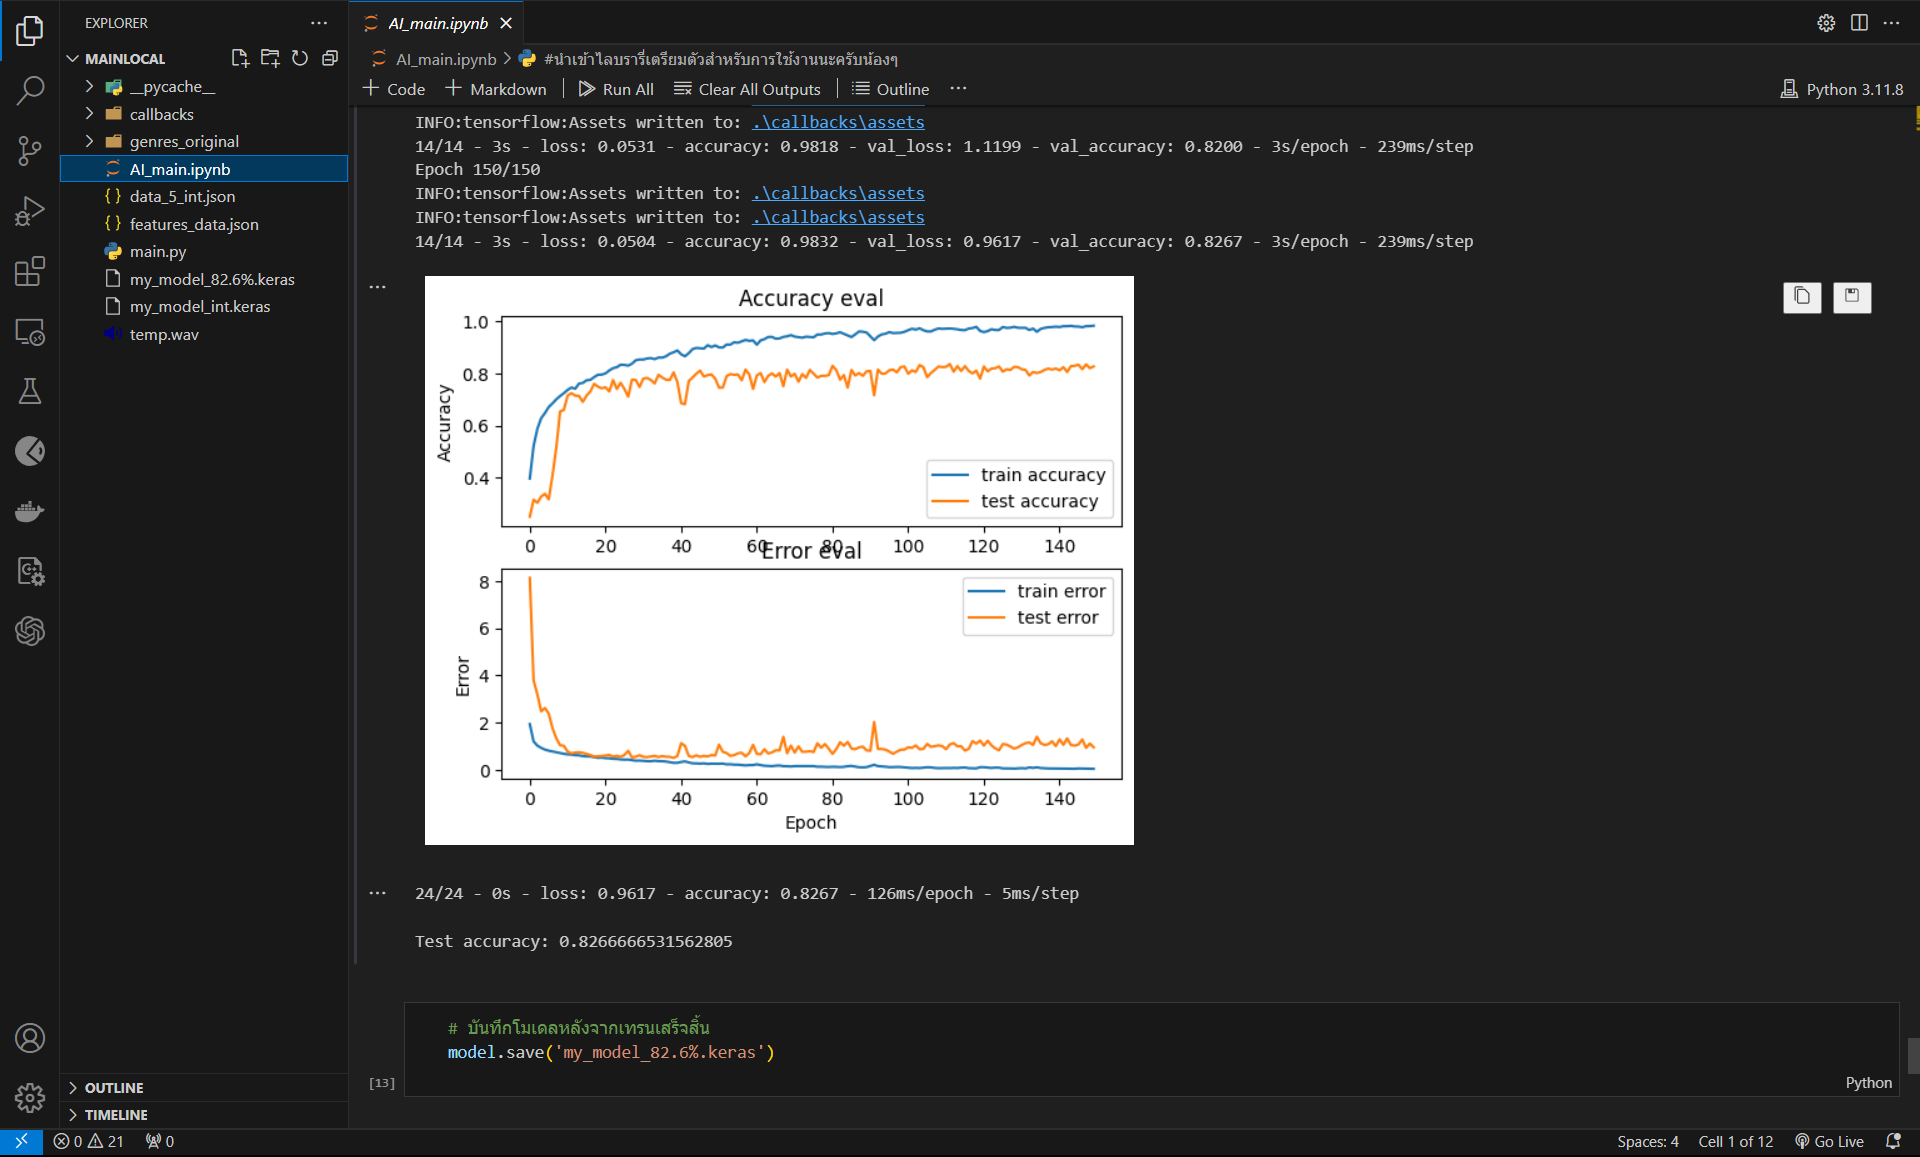 EXPLORER
MAINLOCAL
__pycache__
callbacks
genres_original
AI_main.ipynb
data_5_int.json
features_data.json
main.py
my_model_82.6%.keras
my_model_int.keras
temp.wav
OUTLINE
TIMELINE
AI_main.ipynb
AI_main.ipynb > #นำเข้าไลบรารี่เตรียมตัวสำหรับการใช้งานนะครับน้องๆ
+ Code + Markdown Run All Clear All Outputs Outline ... Python 3.11.8
INFO:tensorflow:Assets written to: .\callbacks\assets
14/14 - 3s - loss: 0.0531 - accuracy: 0.9818 - val_loss: 1.1199 - val_accuracy: 0.8200 - 3s/epoch - 239ms/step
Epoch 150/150
INFO:tensorflow:Assets written to: .\callbacks\assets
INFO:tensorflow:Assets written to: .\callbacks\assets
14/14 - 3s - loss: 0.0504 - accuracy: 0.9832 - val_loss: 0.9617 - val_accuracy: 0.8267 - 3s/epoch - 239ms/step
Accuracy eval
1.0
0.8
0.6
0.4
Accuracy
train accuracy
test accuracy
0 20 40 60 80 100 120 140
Error eval
8
6
4
2
0
Error
train error
test error
0 20 40 60 80 100 120 140
Epoch
24/24 - 0s - loss: 0.9617 - accuracy: 0.8267 - 126ms/epoch - 5ms/step
Test accuracy: 0.8266666531562805
# บันทึกโมเดลหลังจากเทรนเสร็จสิ้น
model.save('my_model_82.6%.keras')
[13]
Python
0 21 0 Spaces: 4 Cell 1 of 12 Go Live